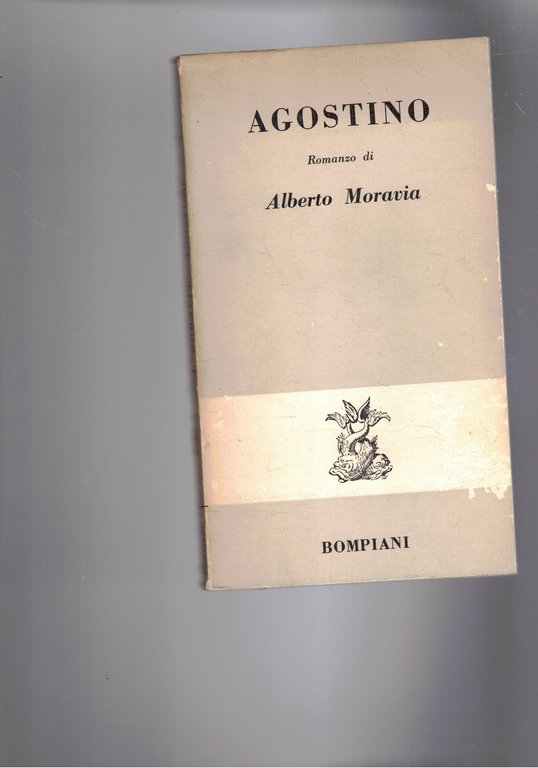 AGOSTINO
Romanzo di
Alberto Moravia
BOMPIANI